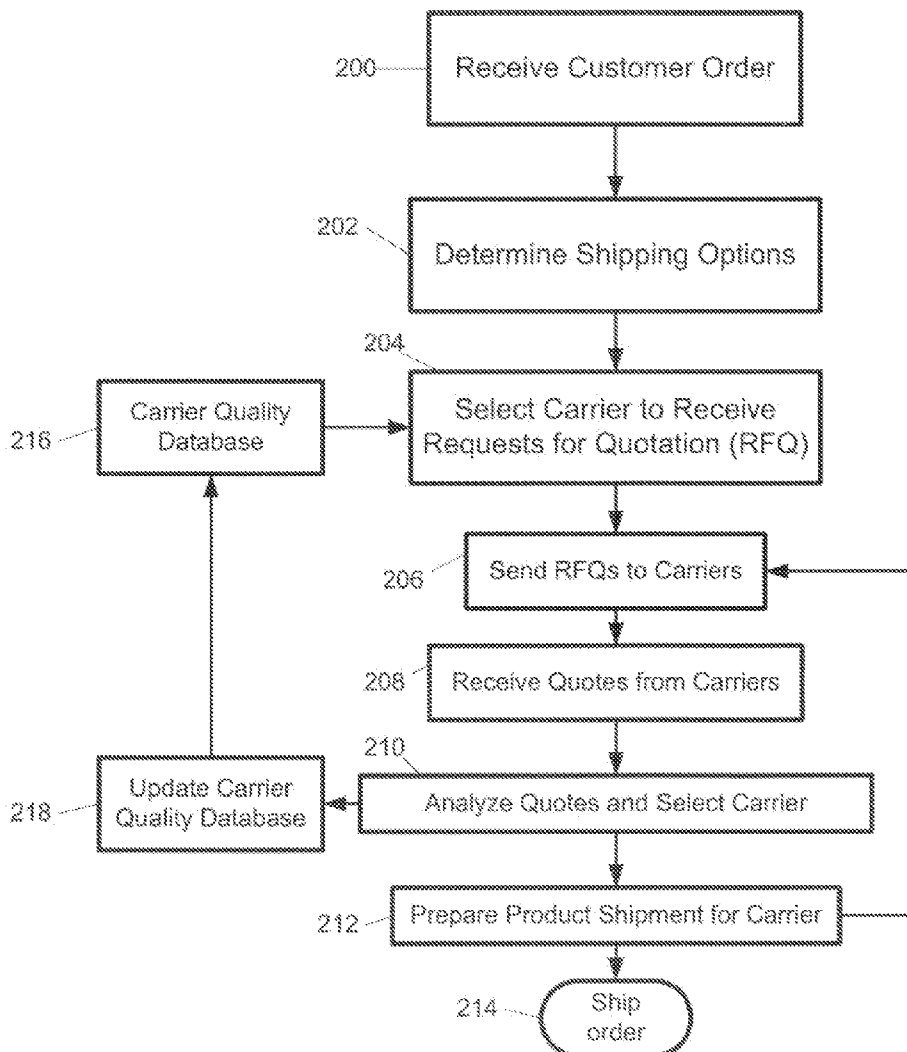 200
Receive Customer Order
202
Determine Shipping Options
204
Select Carrier to Receive
Requests for Quotation (RFQ)
216
Carrier Quality
Database
206
Send RFQs to Carriers
208
Receive Quotes from Carriers
210
Analyze Quotes and Select Carrier
218
Update Carrier
Quality Database
212
Prepare Product Shipment for Carrier
214
Ship
order